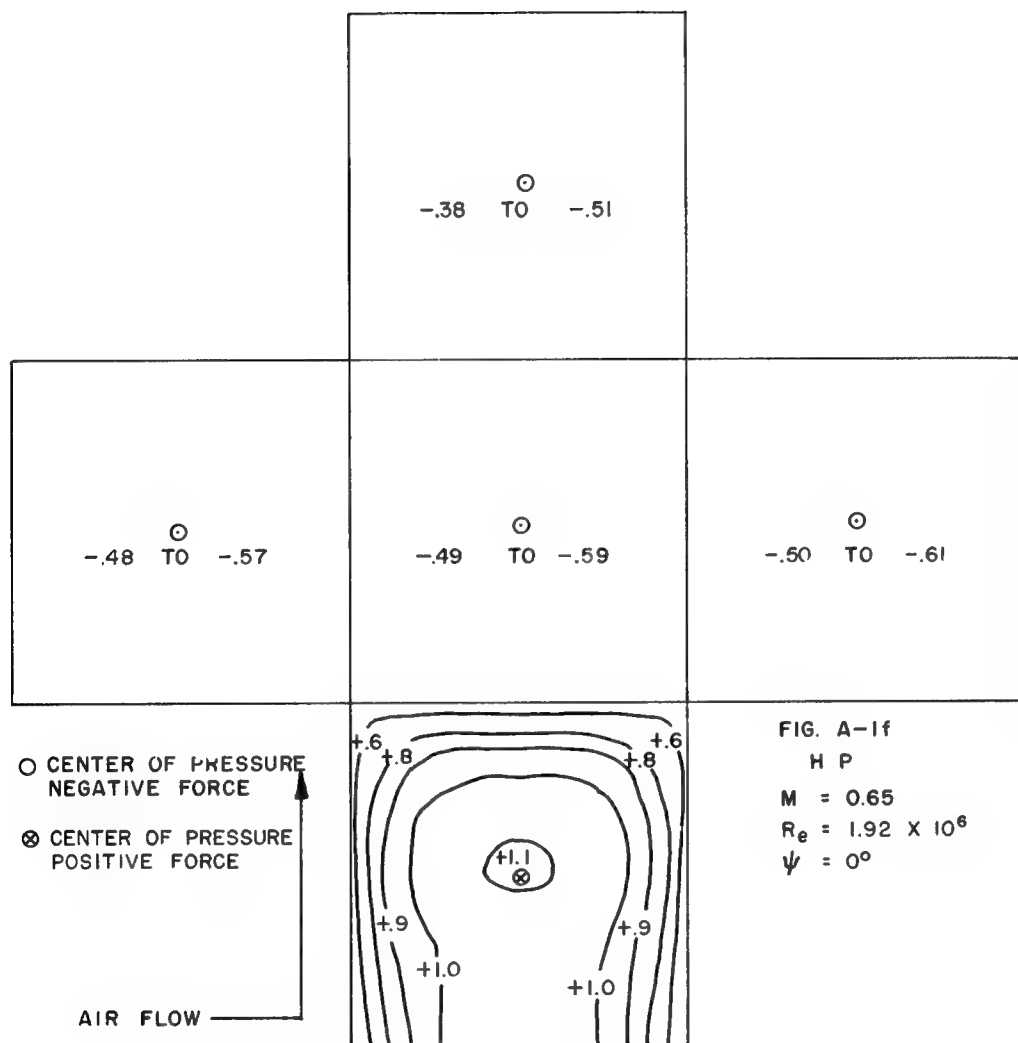 -.38 TO -.51
-.48 TO -.57
-.49 TO -.59
-.50 TO -.61
+.6
+.6
+.8
+.8
CENTER OF PRESSURE
NEGATIVE FORCE
CENTER OF PRESSURE
POSITIVE FORCE
+1.1
+.9
+.9
+1.0
+1.0
AIR FLOW
FIG. A-1f
H P
M = 0.65
Re = 1.92 X 10⁶
ψ = 0°